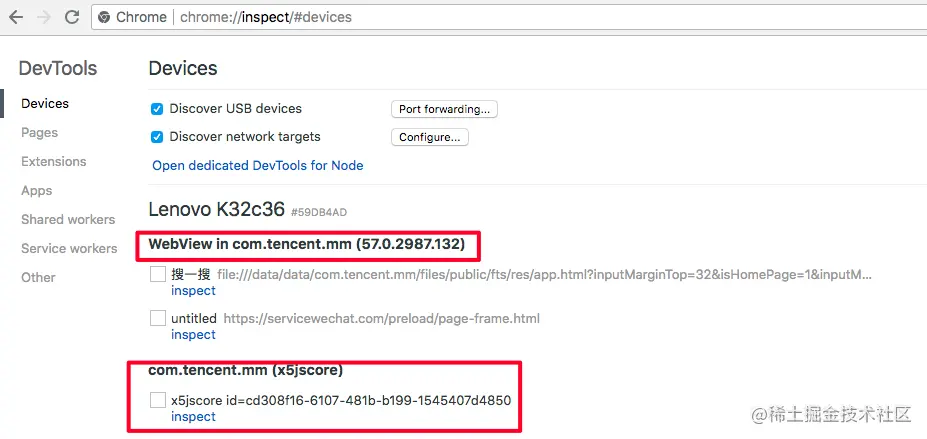 Chrome chrome://inspect/#devices
DevTools
Devices
Pages
Extensions
Apps
Shared workers
Service workers
Other
Devices
Discover USB devices Port forwarding...
Discover network targets Configure...
Open dedicated DevTools for Node
Lenovo K32c36 #59DB4AD
WebView in com.tencent.mm (57.0.2987.132)
搜一搜 file:///data/data/com.tencent.mm/files/public/fts/res/app.html?inputMarginTop=32&isHomePage=1&inputM...
inspect
untitled https://servicewechat.com/preload/page-frame.html
inspect
com.tencent.mm (x5jscore)
x5jscore id=cd308f16-6107-481b-b199-1545407d4850
inspect
@稀土掘金技术社区